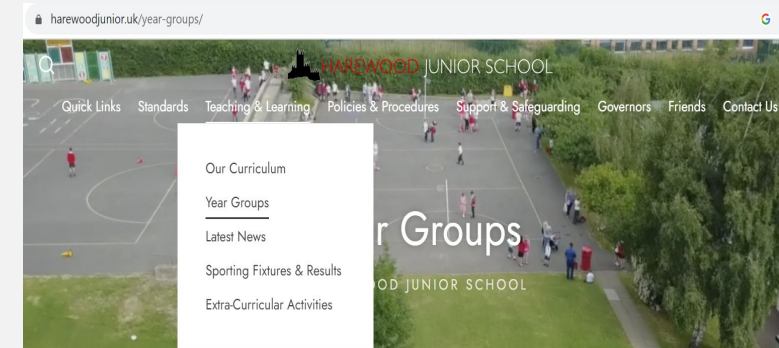 harewoodjunior.uk/year-groups/
G
HAREWOOD JUNIOR SCHOOL
Quick Links Standards Teaching & Learning Policies & Procedures Support & Safeguarding Governors Friends Contact Us
Our Curriculum
Year Groups
Latest News
r Groups
Sporting Fixtures & Results
OD JUNIOR SCHOOL
Extra-Curricular Activities